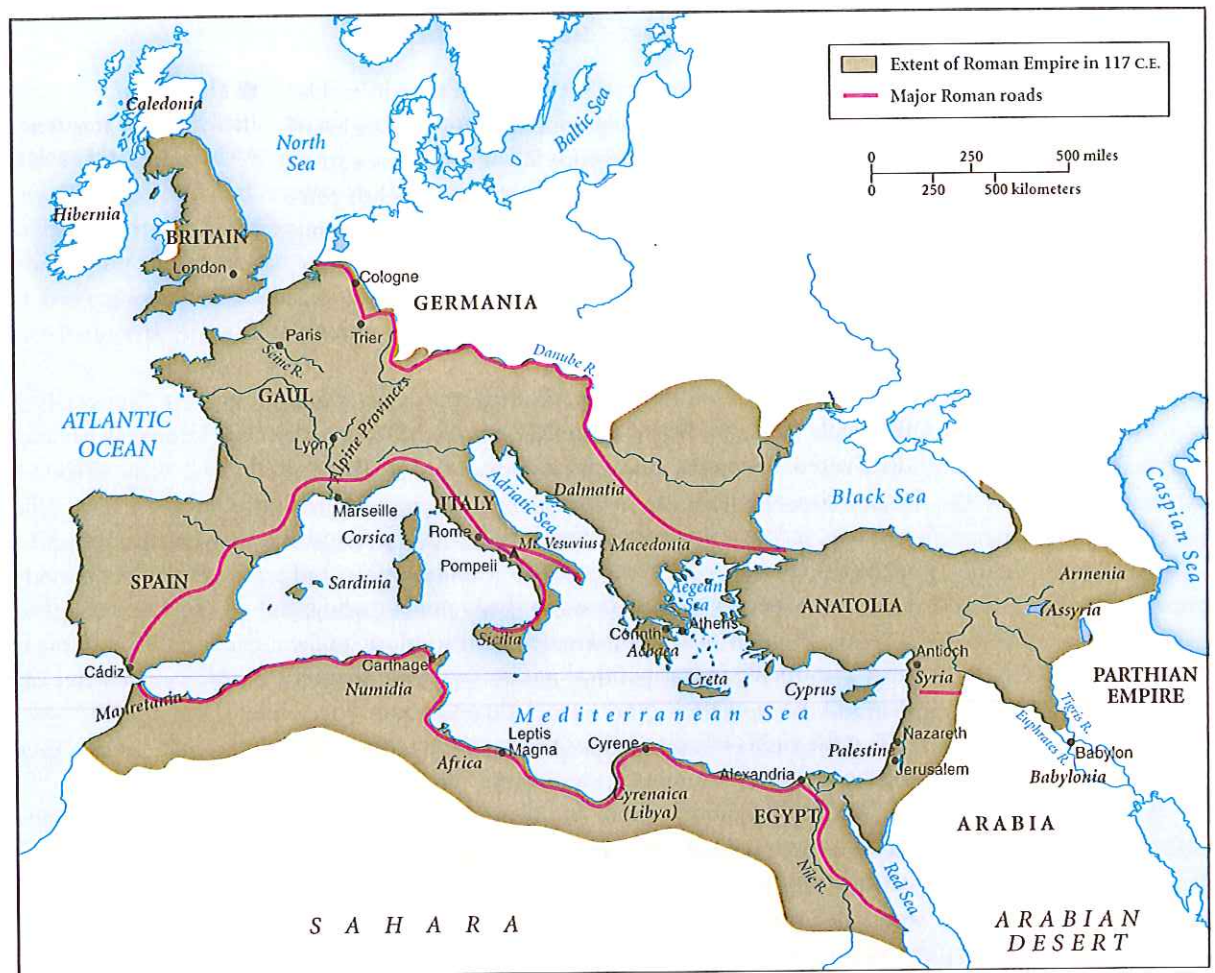 Extent of Roman Empire in 117 C.E.
Major Roman roads
0 250 500 miles
0 250 500 kilometers
Caledonia
North
Sea
Baltic Sea
Hibernia
BRITAIN
London
Cologne
GERMANIA
Trier
Paris
Seine R.
Danube R.
GAUL
ATLANTIC
OCEAN
Lyon
Alpine Provinces
Marseille
ITALY
Adriatic Sea
Dalmatia
Black Sea
Caspian Sea
Corsica
Rome
Mt. Vesuvius
Macedonia
Pompeii
SPAIN
Sardinia
Aegean
Sea
ANATOLIA
Armenia
Assyria
Sicilia
Corinth
Athens
Achaea
Cádiz
Carthage
Antioch
Syria
Mauretania
Numidia
Creta
Cyprus
PARTHIAN
EMPIRE
Mediterranean Sea
Tigris R.
Euphrates R.
Leptis
Magna
Cyrene
Nazareth
Palestine
Babylon
Africa
Alexandria
Jerusalem
Babylonia
Cyrenaica
(Libya)
EGYPT
ARABIA
Nile R.
Red Sea
SAHARA
ARABIAN
DESERT